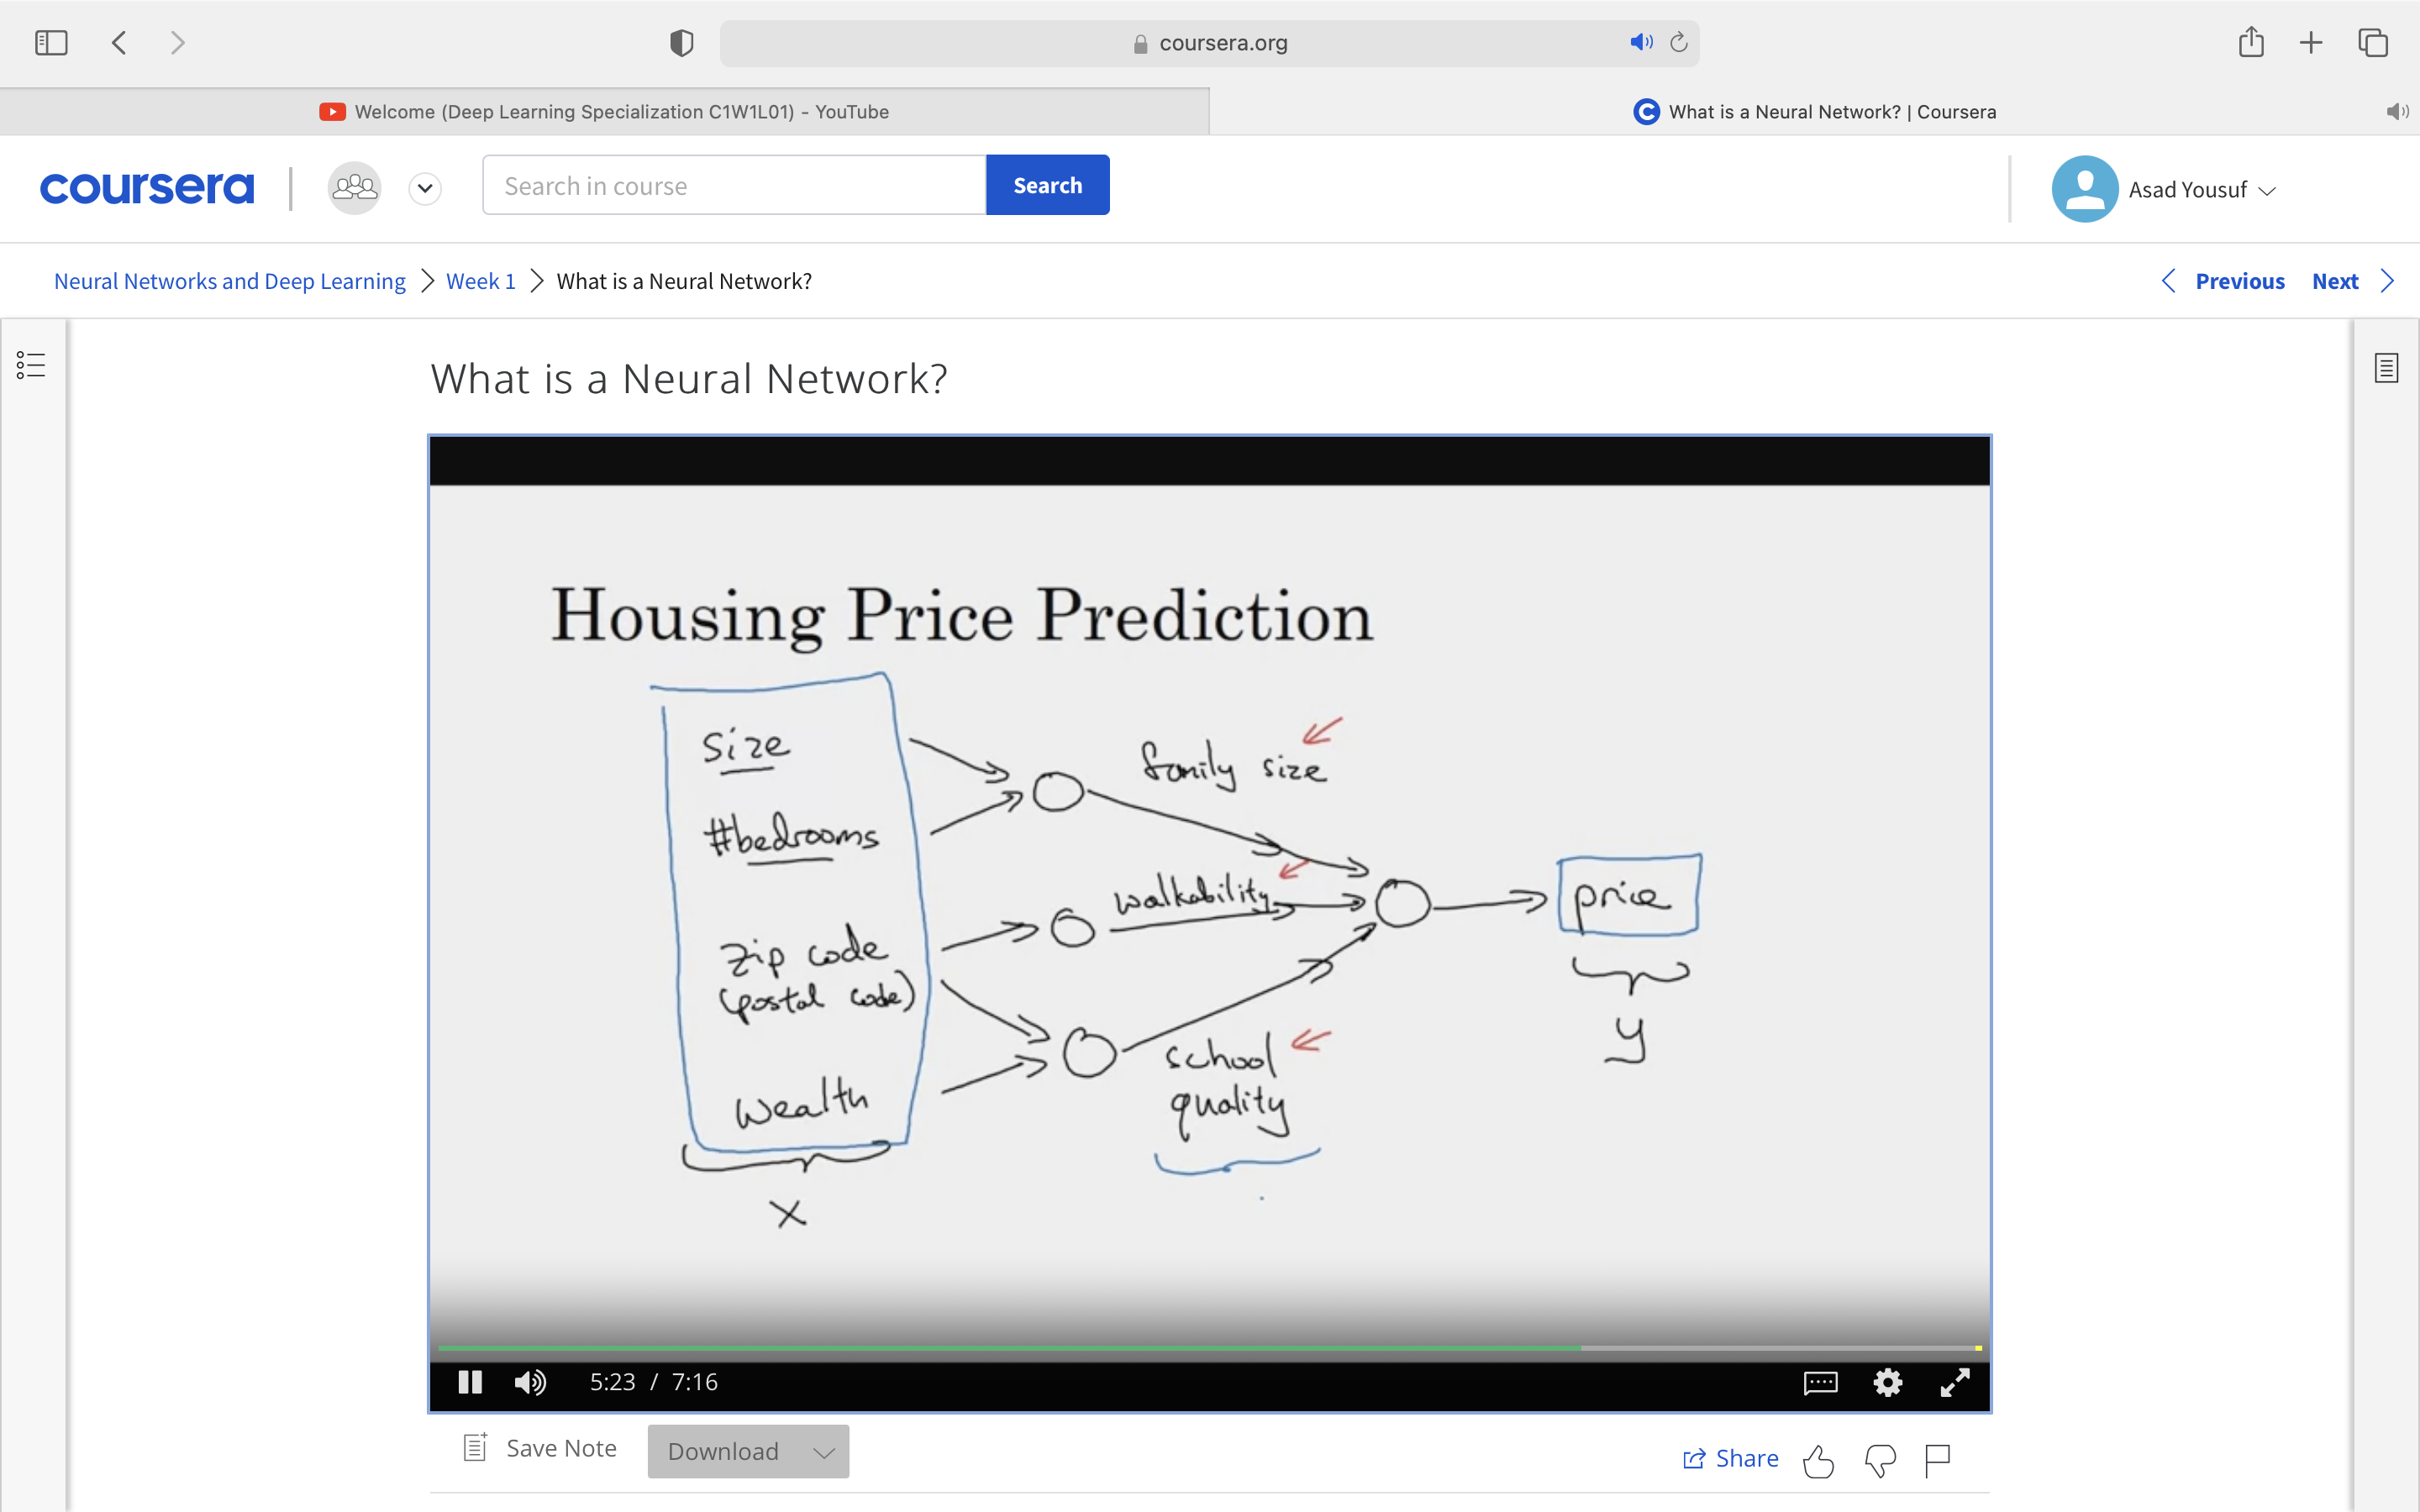 coursera.org
Welcome (Deep Learning Specialization C1W1L01) - YouTube
What is a Neural Network? | Coursera
coursera
Search in course
Search
Asad Yousuf
Neural Networks and Deep Learning > Week 1 > What is a Neural Network?
Previous
Next
What is a Neural Network?
Housing Price Prediction
size
#bedrooms
zip code
(postal code)
wealth
x
family size
walkability
school
quality
price
y
5:23 / 7:16
Save Note
Download
Share